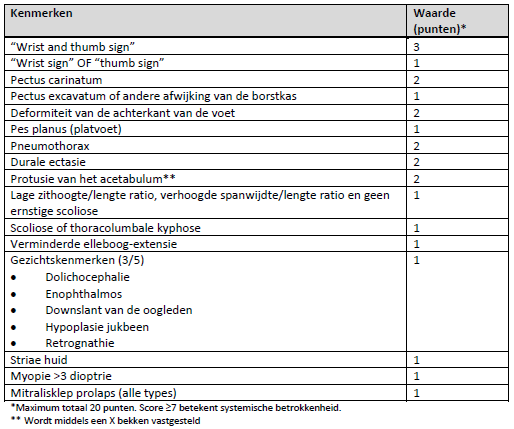 Kenmerken Waarde
(punten)*
“Wrist and thumb sign” 3
“Wrist sign” OF “thumb sign” 1
Pectus carinatum 2
Pectus excavatum of andere afwijking van de borstkas 1
Deformiteit van de achterkant van de voet 2
Pes planus (platvoet) 1
Pneumothorax 2
Durale ectasie 2
Protusie van het acetabulum** 2
Lage zithoogte/lengte ratio, verhoogde spanwijdte/lengte ratio en geen 1
ernstige scoliose
Scoliose of thoracolumbale kyphose 1
Verminderde elleboog-extensie 1
Gezichtskenmerken (3/5) 1
• Dolichocephalie
• Enophthalmos
• Downslant van de oogleden
• Hypoplasie jukbeen
• Retrognathie
Striae huid 1
Myopie >3 dioptrie 1
Mitralisklep prolaps (alle types) 1
*Maximum totaal 20 punten. Score ≥7 betekent systemische betrokkenheid.
** Wordt middels een X bekken vastgesteld